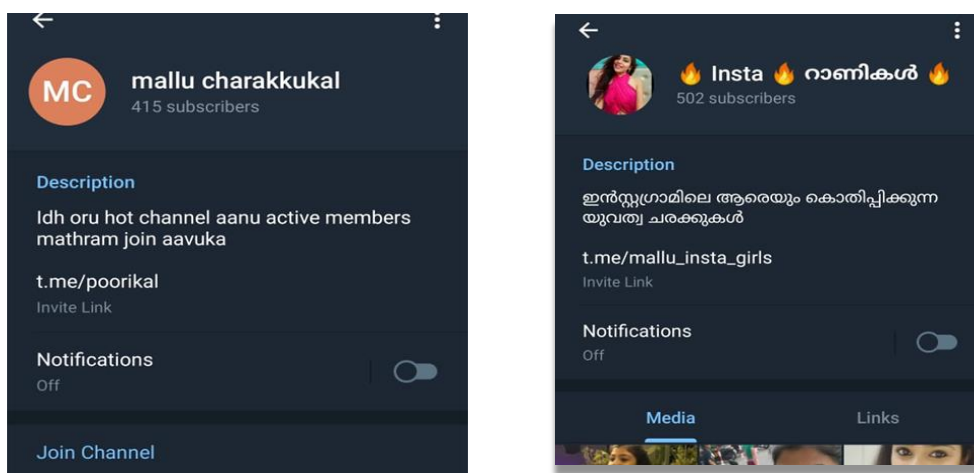 MC
mallu charakkukal
415 subscribers
Description
Idh oru hot channel aanu active members
mathram join aavuka
t.me/poorikal
Invite Link
Notifications
Off
Join Channel
🔥 Insta 🔥 റാണികൾ 🔥
502 subscribers
Description
ഇൻസ്റ്റഗ്രാമിലെ ആരെയും കൊതിപ്പിക്കുന്ന
യുവത്വ ചരക്കുകൾ
t.me/mallu_insta_girls
Invite Link
Notifications
Off
Media
Links